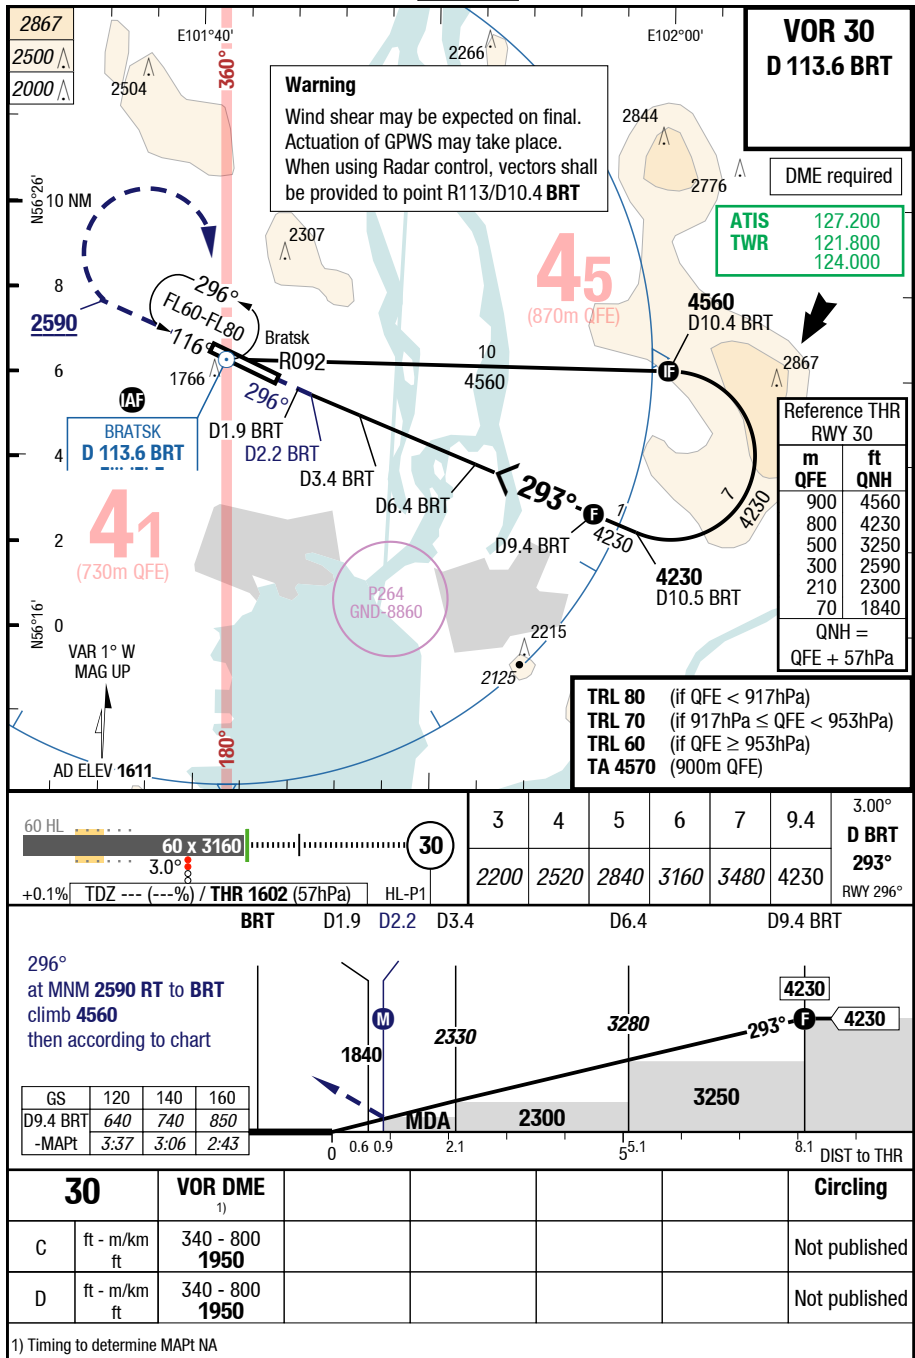 2867
2500
2000
E101°40'
E102°00'
VOR 30
D 113.6 BRT
360°
2504
2266
Warning
Wind shear may be expected on final.
Actuation of GPWS may take place.
When using Radar control, vectors shall
be provided to point R113/D10.4 BRT
2844
2776
DME required
N56°26'
10 NM
ATIS 127.200
TWR 121.800
124.000
2307
45
(870m QFE)
8
296°
FL60-FL80
116°
2590
4560
D10.4 BRT
Bratsk
R092
10
4560
IF
2867
6
1766
296°
IAF
BRATSK
D 113.6 BRT
D1.9 BRT
D2.2 BRT
D3.4 BRT
D6.4 BRT
4
293°
F
1
4230
7
4230
D9.4 BRT
4230
D10.5 BRT
Reference THR
RWY 30
m ft
QFE QNH
900 4560
800 4230
500 3250
300 2590
210 2300
70 1840
QNH =
QFE + 57hPa
41
(730m QFE)
2
P264
GND-8860
N56°16'
0
2215
2125
VAR 1° W
MAG UP
180°
AD ELEV 1611
TRL 80 (if QFE < 917hPa)
TRL 70 (if 917hPa ≤ QFE < 953hPa)
TRL 60 (if QFE ≥ 953hPa)
TA 4570 (900m QFE)
60 HL
60 x 3160
30
3.0°
+0.1%
TDZ --- (---%) / THR 1602 (57hPa)
HL-P1
3 4 5 6 7 9.4
2200 2520 2840 3160 3480 4230
3.00°
D BRT
293°
RWY 296°
BRT D1.9 D2.2 D3.4 D6.4 D9.4 BRT
296°
at MNM 2590 RT to BRT
climb 4560
then according to chart
4230
M
F
4230
293°
3280
2330
1840
3250
2300
MDA
GS 120 140 160
D9.4 BRT 640 740 850
-MAPt 3:37 3:06 2:43
0 0.6 0.9 2.1 5 5.1 8.1 DIST to THR
30 VOR DME Circling
1)
C ft - m/km 340 - 800 Not published
ft 1950
D ft - m/km 340 - 800 Not published
ft 1950
1) Timing to determine MAPt NA